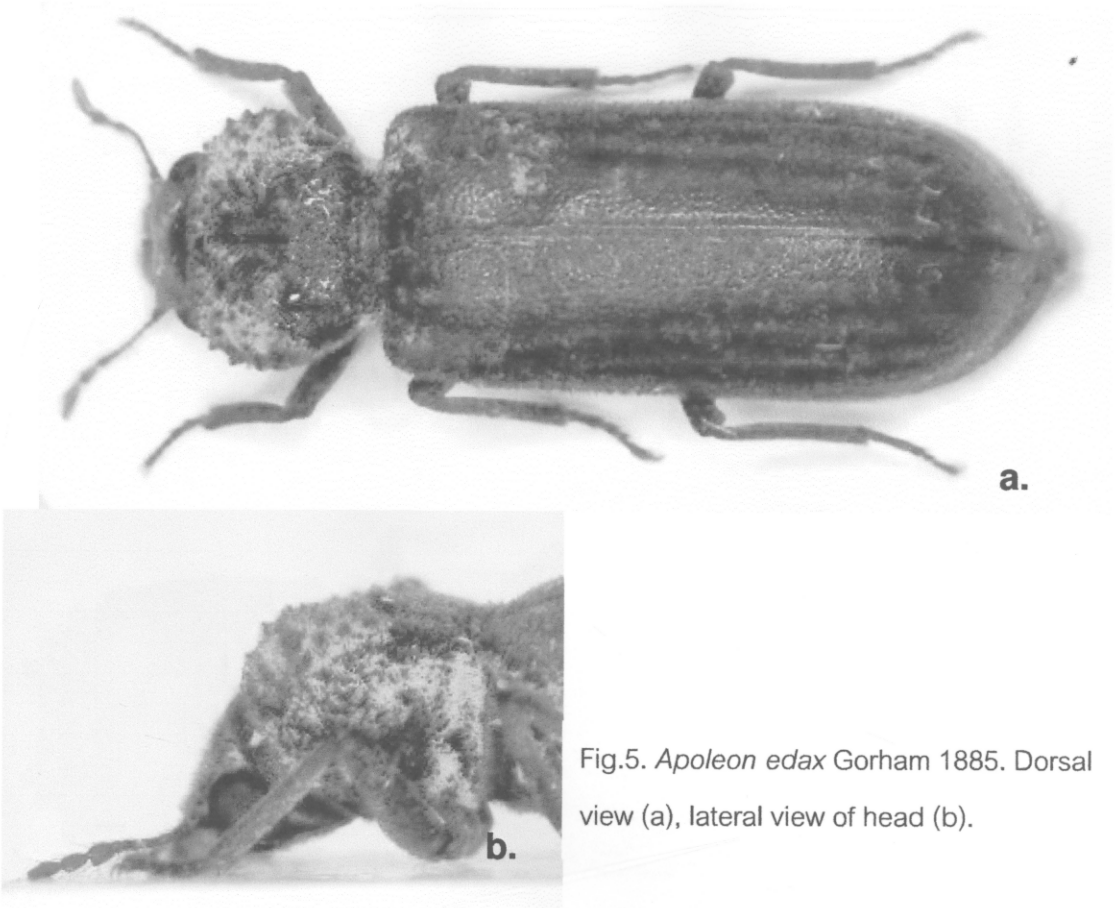 a.
b.
Fig.5. Apoleon edax Gorham 1885. Dorsal
view (a), lateral view of head (b).